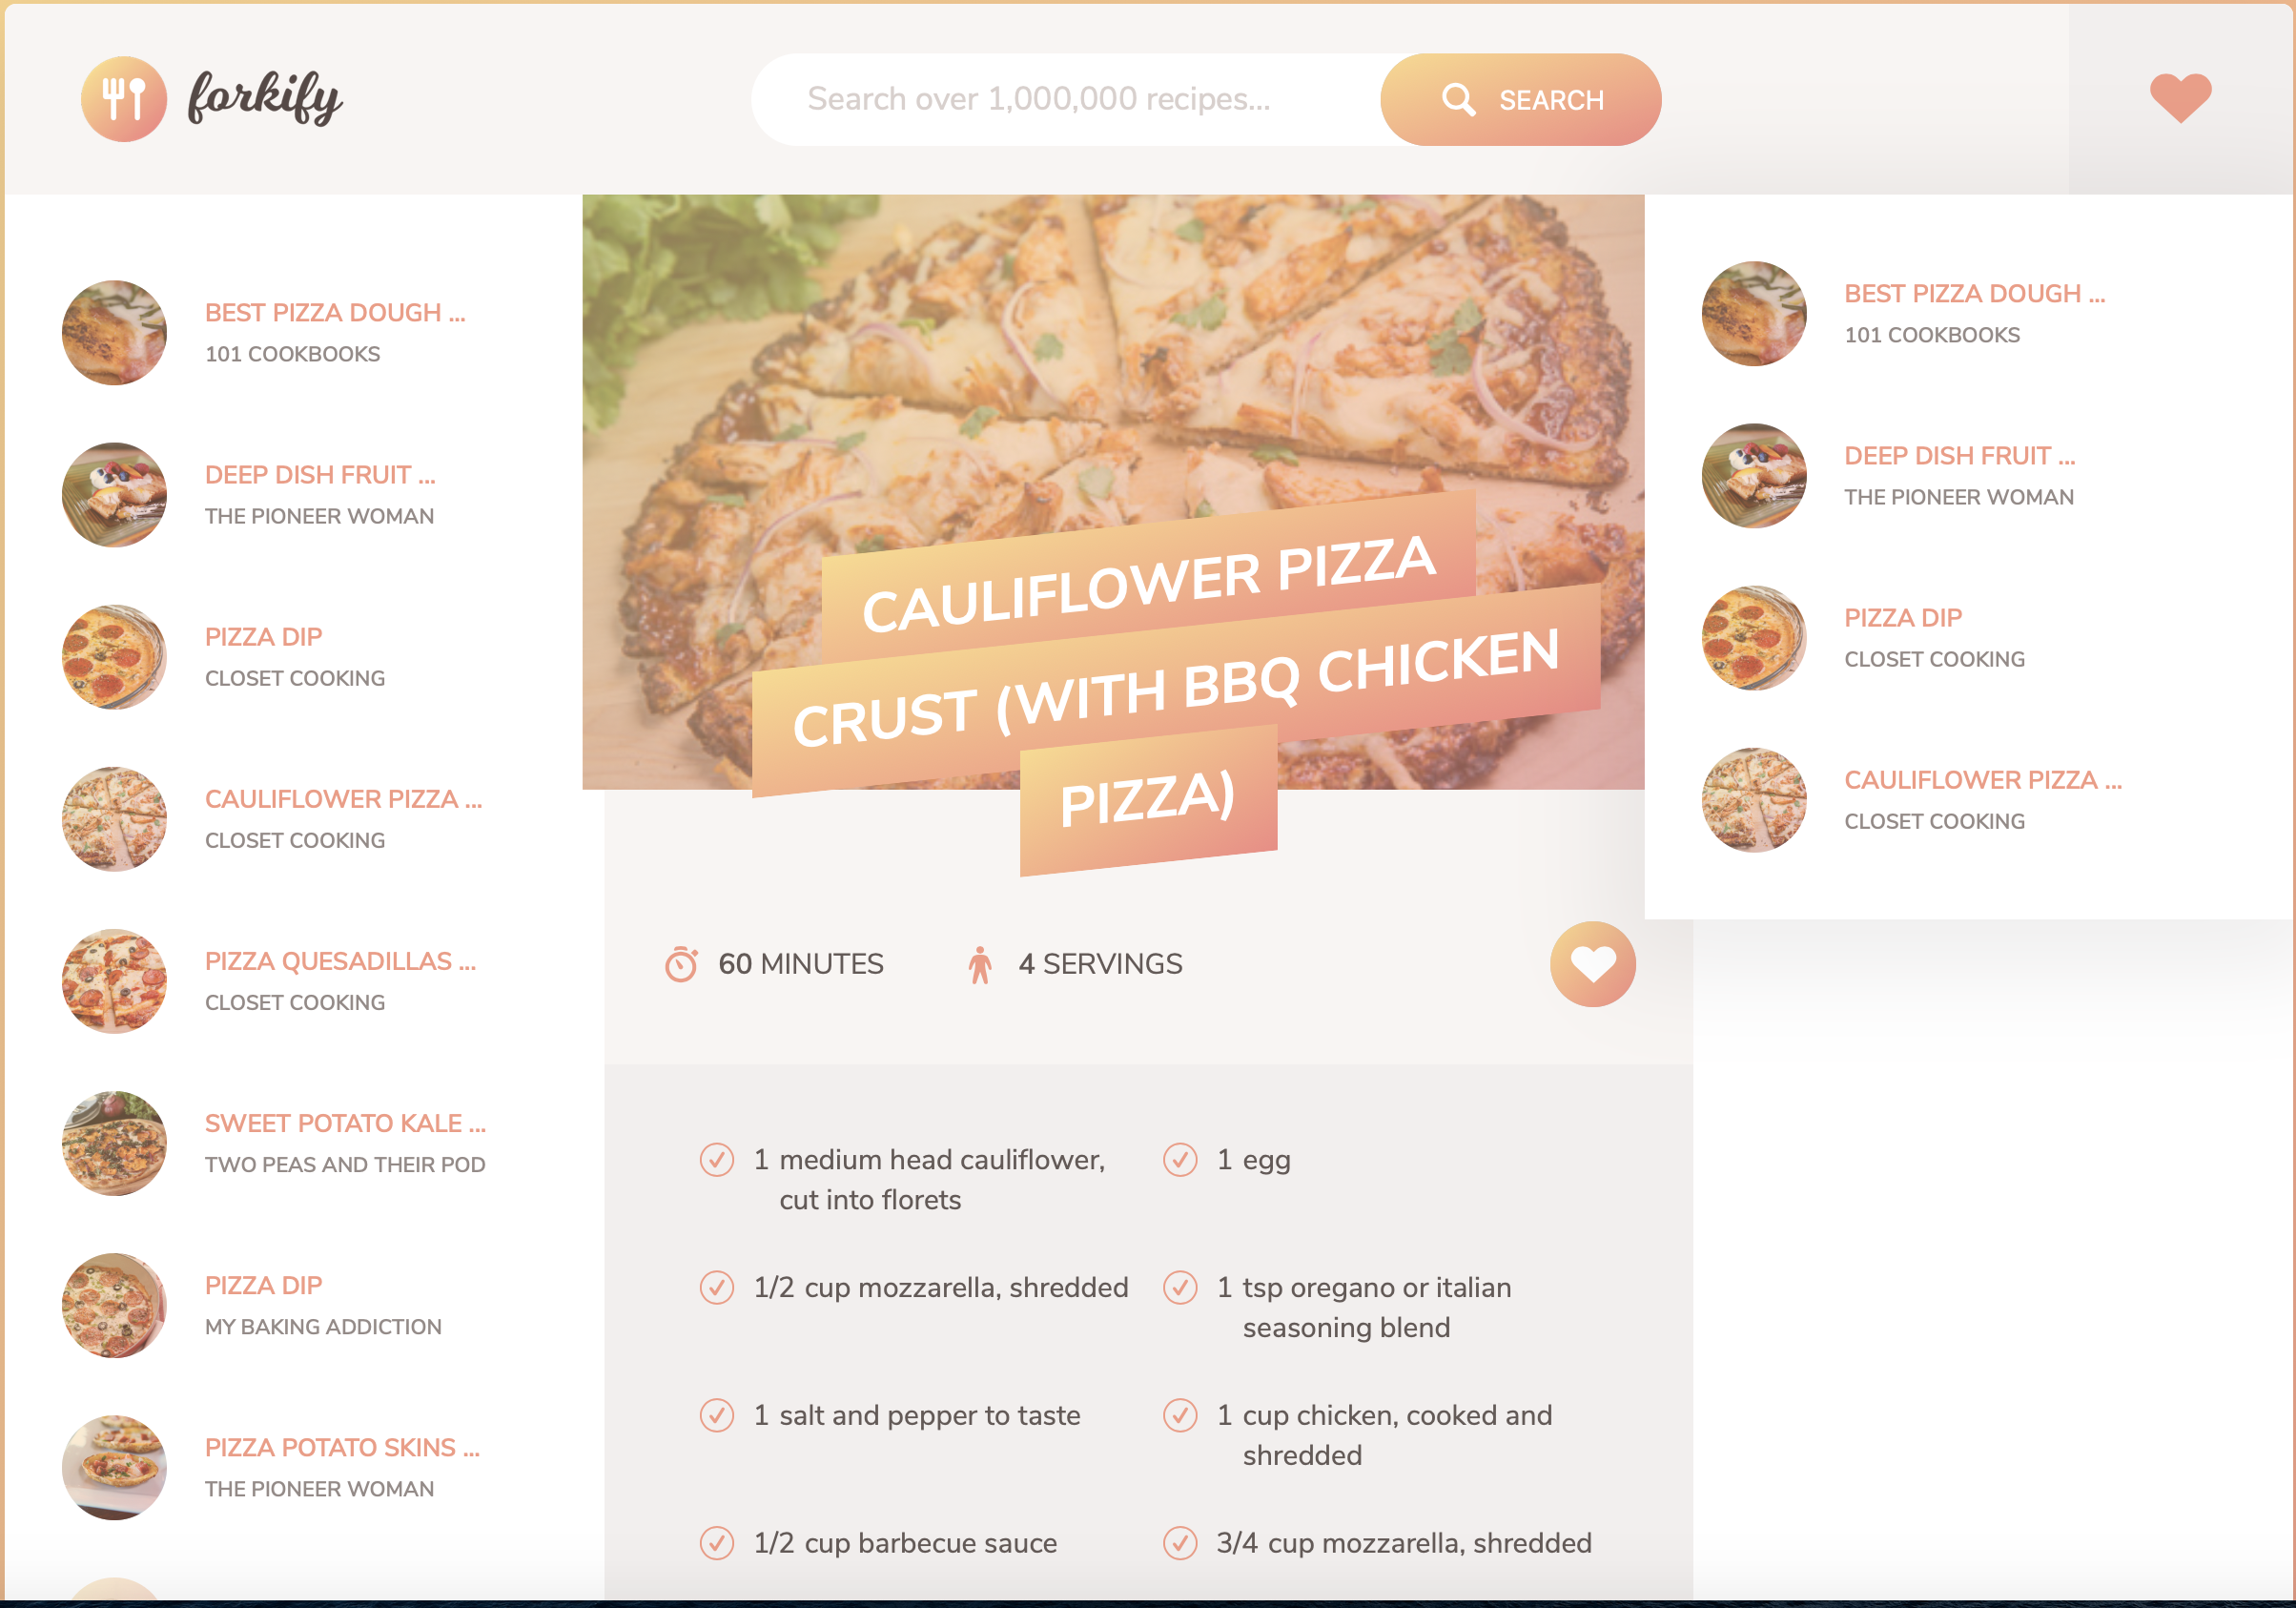 forkify
Search over 1,000,000 recipes...
SEARCH
BEST PIZZA DOUGH ...
101 COOKBOOKS
DEEP DISH FRUIT ...
THE PIONEER WOMAN
PIZZA DIP
CLOSET COOKING
CAULIFLOWER PIZZA ...
CLOSET COOKING
PIZZA QUESADILLAS ...
CLOSET COOKING
SWEET POTATO KALE ...
TWO PEAS AND THEIR POD
PIZZA DIP
MY BAKING ADDICTION
PIZZA POTATO SKINS ...
THE PIONEER WOMAN
CAULIFLOWER PIZZA
CRUST (WITH BBQ CHICKEN
PIZZA)
60 MINUTES
4 SERVINGS
1 medium head cauliflower,
cut into florets
1 egg
1/2 cup mozzarella, shredded
1 tsp oregano or italian
seasoning blend
1 salt and pepper to taste
1 cup chicken, cooked and
shredded
1/2 cup barbecue sauce
3/4 cup mozzarella, shredded
BEST PIZZA DOUGH ...
101 COOKBOOKS
DEEP DISH FRUIT ...
THE PIONEER WOMAN
PIZZA DIP
CLOSET COOKING
CAULIFLOWER PIZZA ...
CLOSET COOKING